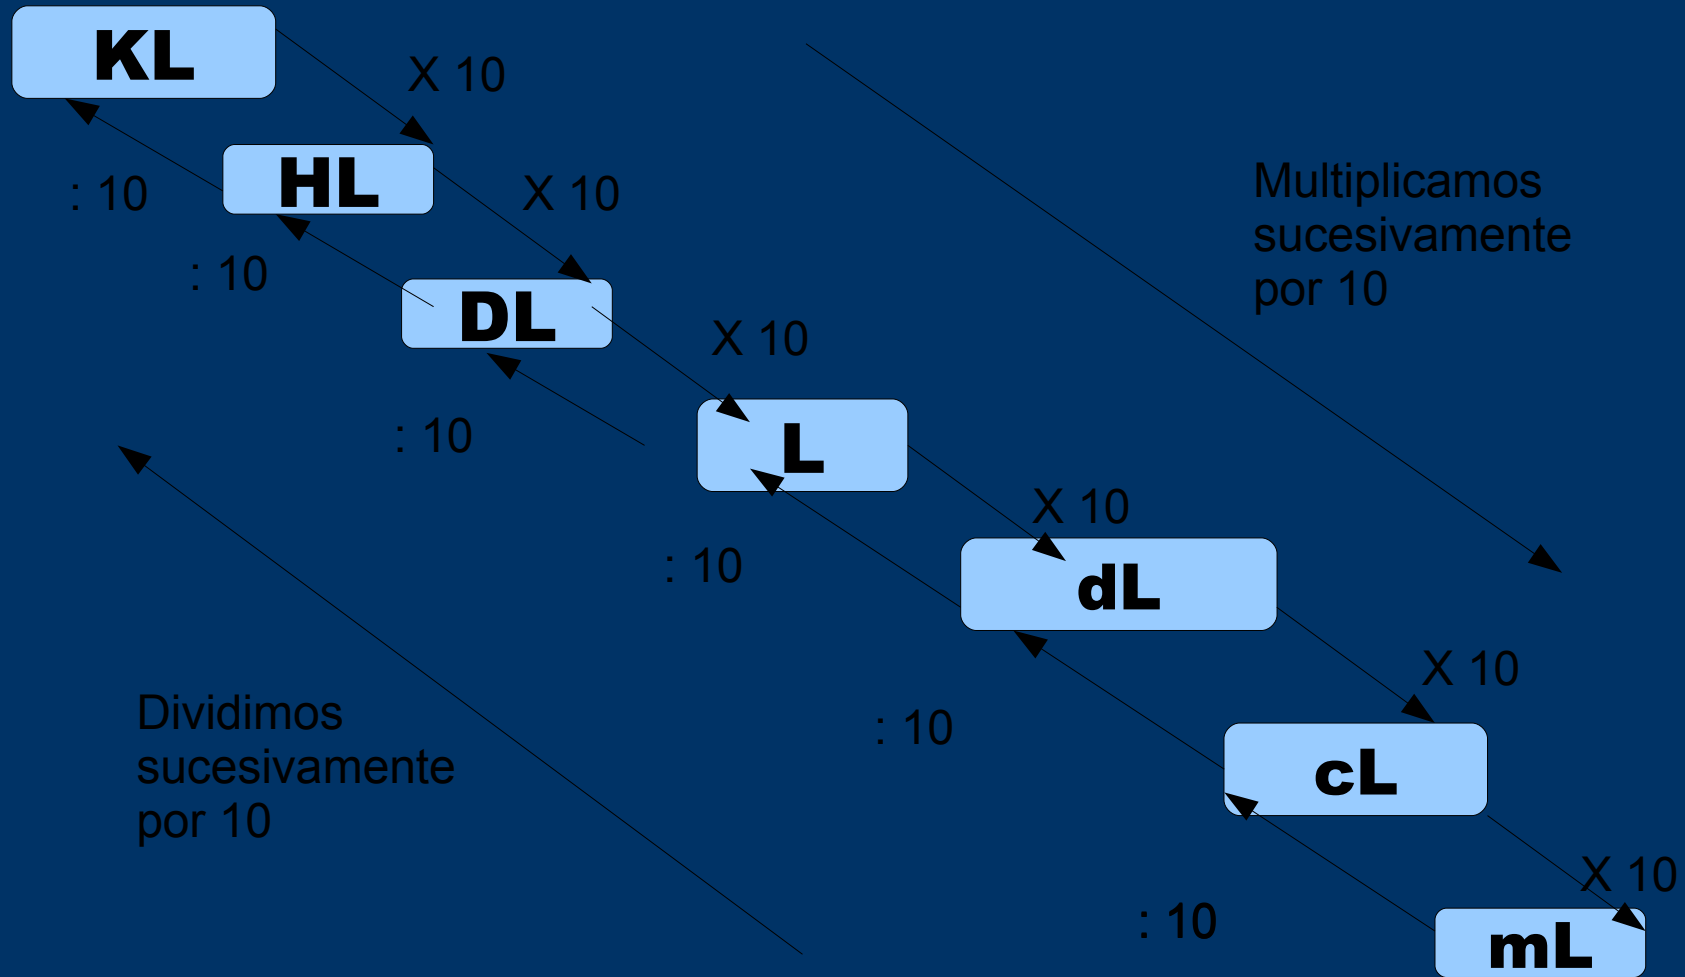 KL
X 10
: 10
HL
X 10
Multiplicamos
sucesivamente
por 10
: 10
DL
X 10
: 10
L
X 10
: 10
dL
X 10
Dividimos
sucesivamente
por 10
: 10
cL
X 10
: 10
mL